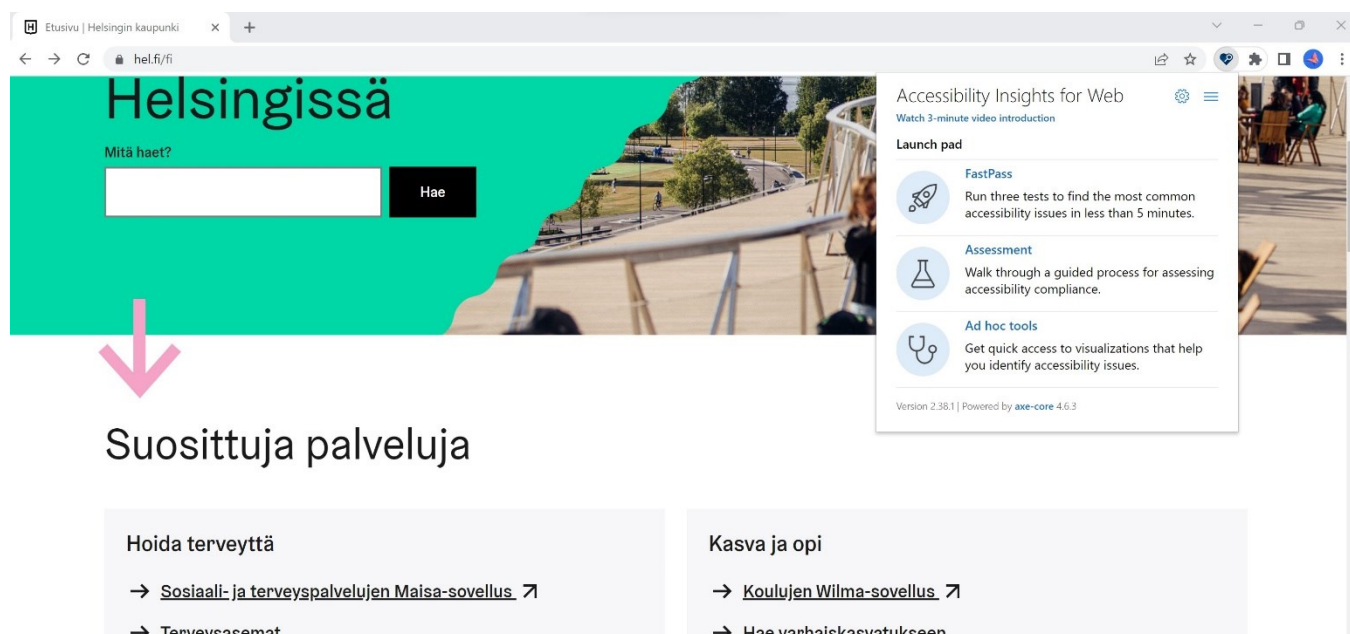 H Etusivu | Helsingin kaupunki
hel.fi/fi
Helsingissä
Mitä haet?
Hae
Accessibility Insights for Web
Watch 3-minute video introduction
Launch pad
FastPass
Run three tests to find the most common
accessibility issues in less than 5 minutes.
Assessment
Walk through a guided process for assessing
accessibility compliance.
Ad hoc tools
Get quick access to visualizations that help
you identify accessibility issues.
Version 2.38.1 | Powered by axe-core 4.6.3
Suosittuja palveluja
Hoida terveyttä
Sosiaali- ja terveyspalvelujen Maisa-sovellus
Terveysasemat
Kasva ja opi
Koulujen Wilma-sovellus
Hae varhaiskasvatukseen